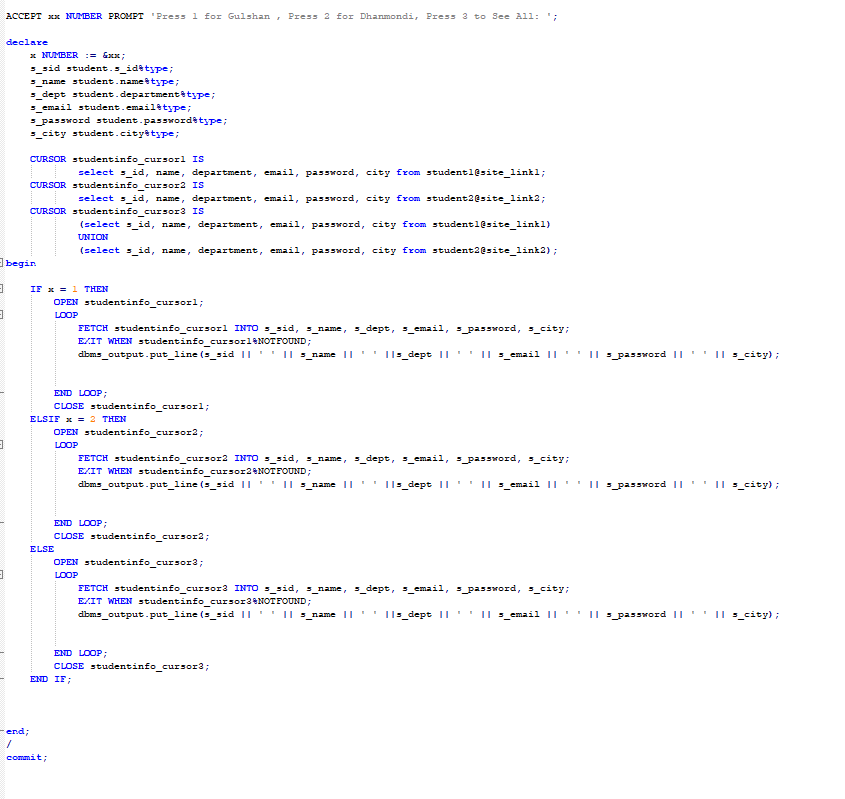 ACCEPT xx NUMBER PROMPT 'Press 1 for Gulshan , Press 2 for Dhanmondi, Press 3 to See All: ';
declare
x NUMBER := &xx;
s_sid student.s_id%type;
s_name student.name%type;
s_dept student.department%type;
s_email student.email%type;
s_password student.password%type;
s_city student.city%type;
CURSOR studentinfo_cursor1 IS
select s_id, name, department, email, password, city from student1@site_link1;
CURSOR studentinfo_cursor2 IS
select s_id, name, department, email, password, city from student2@site_link2;
CURSOR studentinfo_cursor3 IS
(select s_id, name, department, email, password, city from student1@site_link1)
UNION
(select s_id, name, department, email, password, city from student2@site_link2);
begin
IF x = 1 THEN
OPEN studentinfo_cursor1;
LOOP
FETCH studentinfo_cursor1 INTO s_sid, s_name, s_dept, s_email, s_password, s_city;
EXIT WHEN studentinfo_cursor1%NOTFOUND;
dbms_output.put_line(s_sid || ' ' || s_name || ' ' ||s_dept || ' ' || s_email || ' ' || s_password || ' ' || s_city);
END LOOP;
CLOSE studentinfo_cursor1;
ELSIF x = 2 THEN
OPEN studentinfo_cursor2;
LOOP
FETCH studentinfo_cursor2 INTO s_sid, s_name, s_dept, s_email, s_password, s_city;
EXIT WHEN studentinfo_cursor2%NOTFOUND;
dbms_output.put_line(s_sid || ' ' || s_name || ' ' ||s_dept || ' ' || s_email || ' ' || s_password || ' ' || s_city);
END LOOP;
CLOSE studentinfo_cursor2;
ELSE
OPEN studentinfo_cursor3;
LOOP
FETCH studentinfo_cursor3 INTO s_sid, s_name, s_dept, s_email, s_password, s_city;
EXIT WHEN studentinfo_cursor3%NOTFOUND;
dbms_output.put_line(s_sid || ' ' || s_name || ' ' ||s_dept || ' ' || s_email || ' ' || s_password || ' ' || s_city);
END LOOP;
CLOSE studentinfo_cursor3;
END IF;
end;
/
commit;